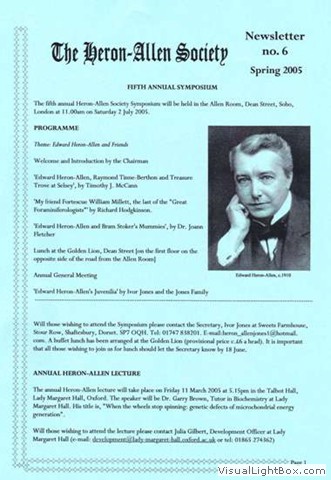 The Heron-Allen Society
Newsletter
no. 6
Spring 2005
FIFTH ANNUAL SYMPOSIUM
The fifth annual Heron-Allen Society Symposium will be held in the Allen Room, Dean Street, Soho,
London at 11.00am on Saturday 2 July 2005.
PROGRAMME
Theme: Edward Heron-Allen and Friends
Welcome and Introduction by the Chairman
'Edward Heron-Allen, Raymond Tinne-Berthon and Treasure
Trove at Selsey', by Timothy J. McCann
'My friend Fortescue William Millett, the last of the "Great
Foraminiferologists"' by Richard Hodgkinson.
'Edward Heron-Allen and Bram Stoker's Mummies', by Dr. Joann
Fletcher
Lunch at the Golden Lion, Dean Street [on the first floor on the
opposite side of the road from the Allen Room]
Annual General Meeting
'Edward Heron-Allen's Juvenilia' by Ivor Jones and the Jones Family
Edward Heron-Allen, c.1910
Will those wishing to attend the Symposium please contact the Secretary, Ivor Jones at Sweets Farmhouse,
Stour Row, Shaftesbury, Dorset. SP7 0QH. Tel: 01747 838201. E-mail:heron_allenjones1@hotmail.
com. A buffet lunch has been arranged at the Golden Lion (provisional price c.£6 a head). It is important
that all those wishing to join us for lunch should let the Secretary know by 18 June.
ANNUAL HERON-ALLEN LECTURE
The annual Heron-Allen lecture will take place on Friday 11 March 2005 at 5.15pm in the Talbot Hall,
Lady Margaret Hall, Oxford. The speaker will be Dr. Garry Brown, Tutor in Biochemistry at Lady
Margaret Hall. His title is, "When the wheels stop spinning: genetic defects of mitochondrial energy
generation".
Will those wishing to attend the lecture please contact Julia Gilbert, Development Officer at Lady
Margaret Hall (e-mail: development@lady-margaret-hall.oxford.ac.uk or tel: 01865 274362)
Page 1
VisualLightBox.com